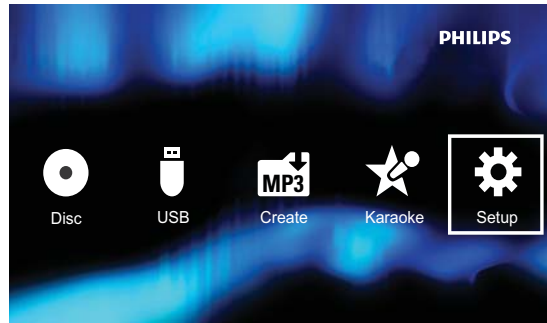 PHILIPS
MP3
Disc
USB
Create
Karaoke
Setup